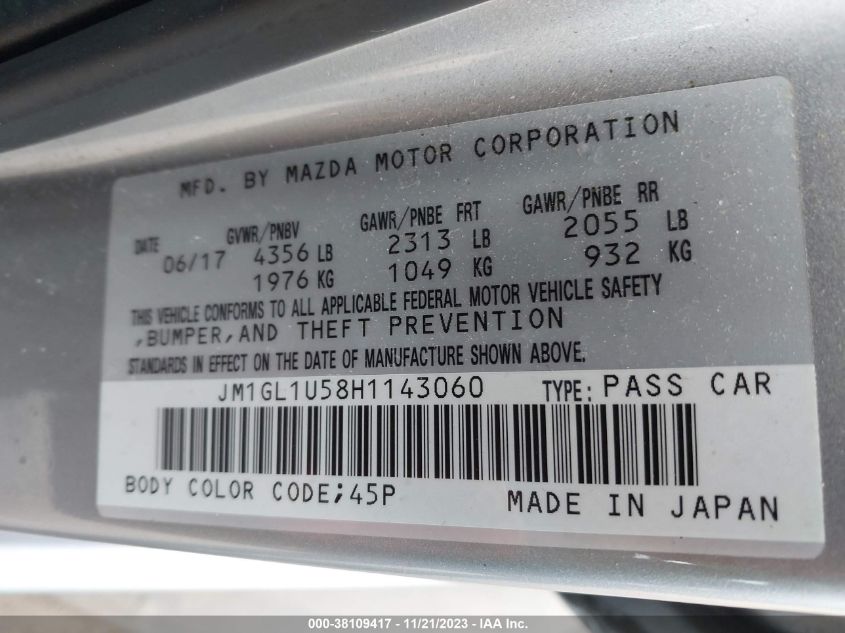 MFD. BY MAZDA MOTOR CORPORATION
DATE GVWR/PNBV GAWR/PNBE FRT GAWR/PNBE RR
06/17 4356 LB 2313 LB 2055 LB
1976 KG 1049 KG 932 KG
THIS VEHICLE CONFORMS TO ALL APPLICABLE FEDERAL MOTOR VEHICLE SAFETY
,BUMPER,AND THEFT PREVENTION
STANDARDS IN EFFECT ON THE DATE OF MANUFACTURE SHOWN ABOVE.
JM1GL1U58H1143060 TYPE: PASS CAR
BODY COLOR CODE;45P MADE IN JAPAN
000-38109417 - 11/21/2023 - IAA Inc.